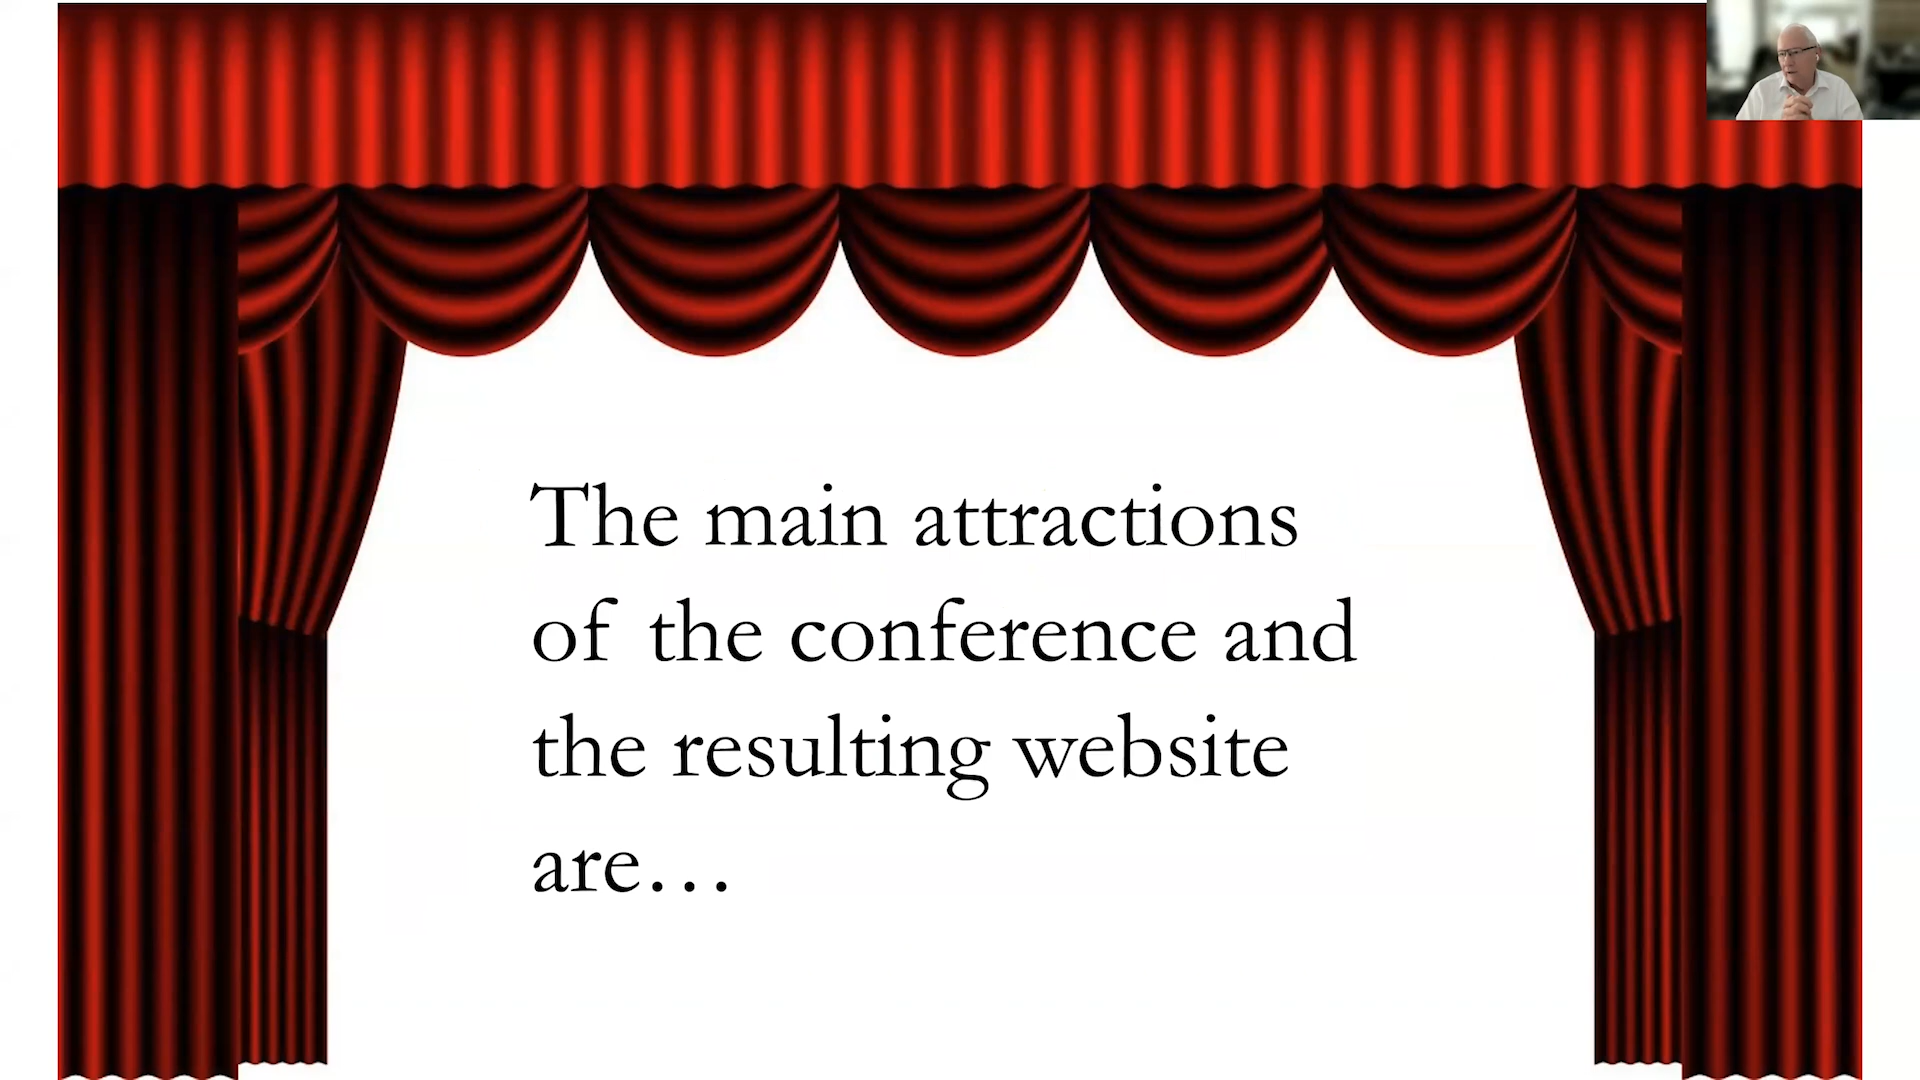 The main attractions
of the conference and
the resulting website
are…